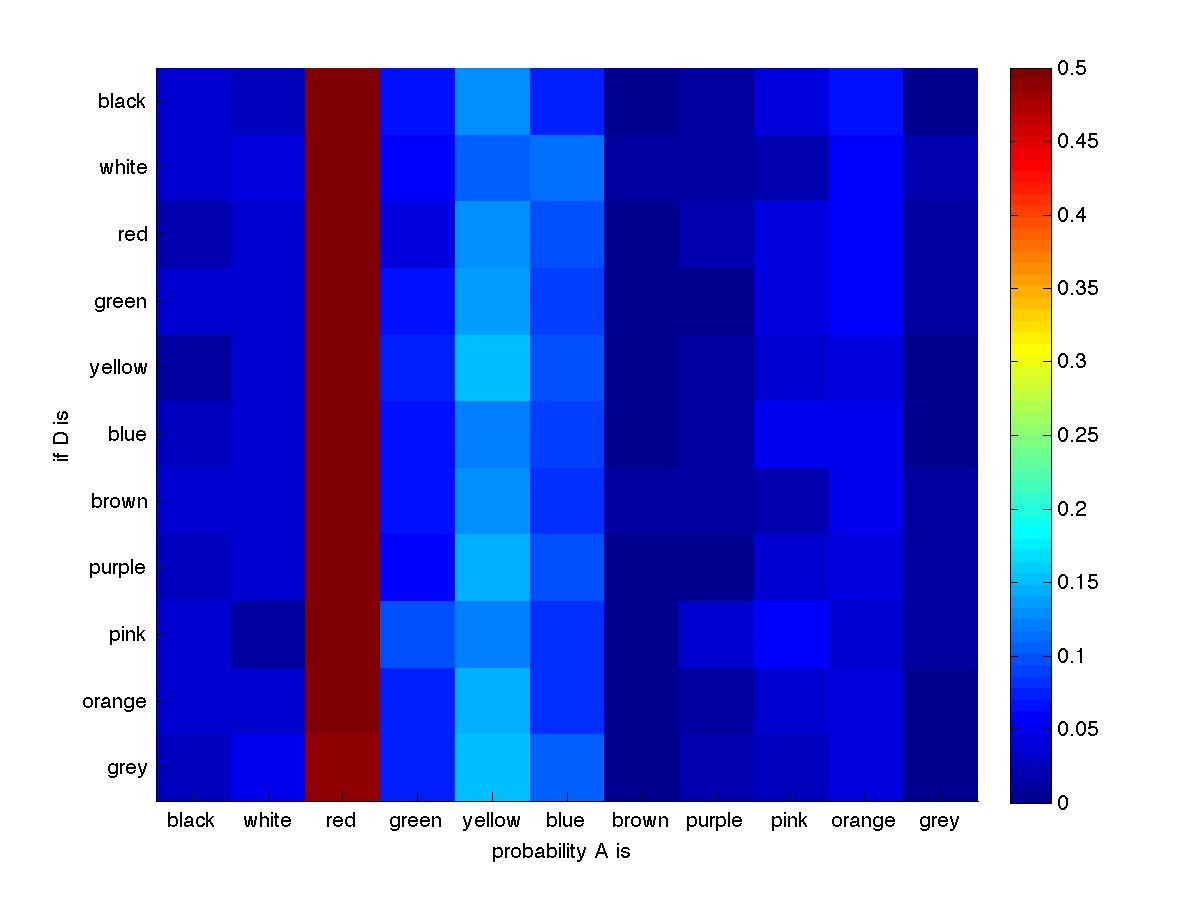 if D is
black
white
red
green
yellow
blue
brown
purple
pink
orange
grey
black white red green yellow blue brown purple pink orange grey
probability A is
0.5
0.45
0.4
0.35
0.3
0.25
0.2
0.15
0.1
0.05
0